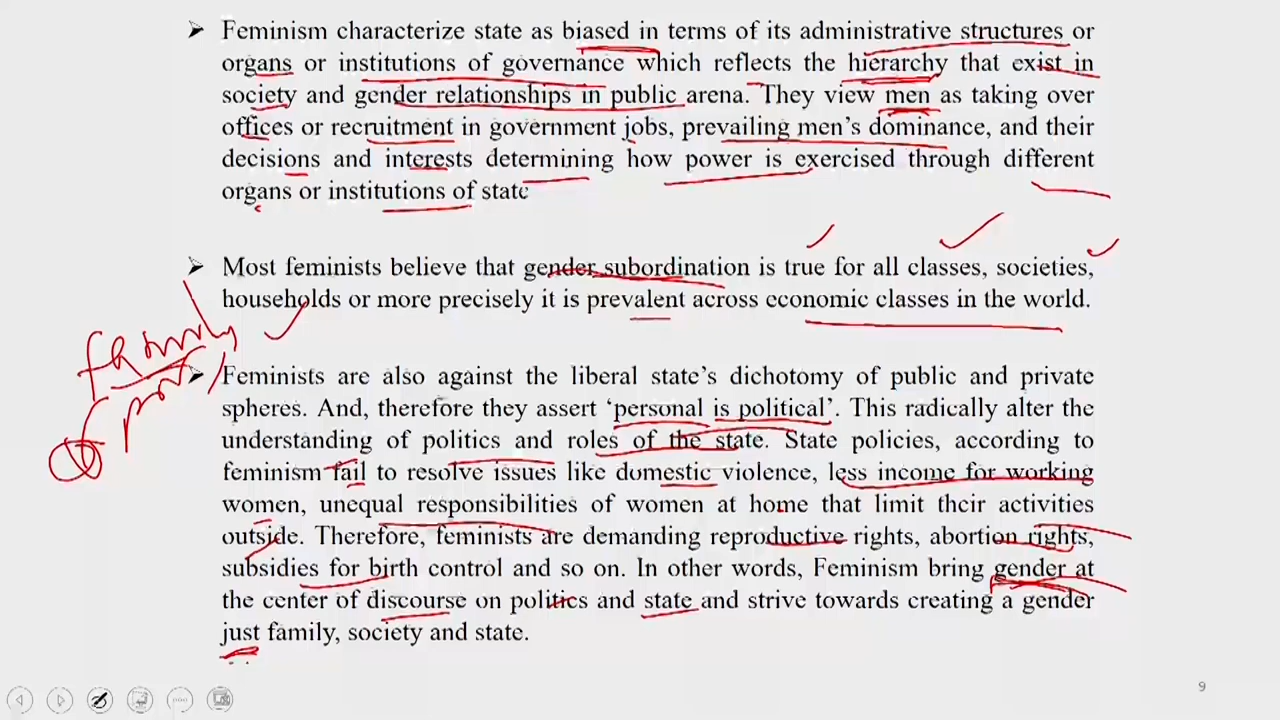 ➢ Feminism characterize state as biased in terms of its administrative structures or
organs or institutions of governance which reflects the hierarchy that exist in
society and gender relationships in public arena. They view men as taking over
offices or recruitment in government jobs, prevailing men's dominance, and their
decisions and interests determining how power is exercised through different
organs or institutions of state
➢ Most feminists believe that gender subordination is true for all classes, societies,
households or more precisely it is prevalent across economic classes in the world.
family
➢ Feminists are also against the liberal state's dichotomy of public and private
spheres. And, therefore they assert 'personal is political'. This radically alter the
understanding of politics and roles of the state. State policies, according to
feminism fail to resolve issues like domestic violence, less income for working
women, unequal responsibilities of women at home that limit their activities
outside. Therefore, feminists are demanding reproductive rights, abortion rights,
subsidies for birth control and so on. In other words, Feminism bring gender at
the center of discourse on politics and state and strive towards creating a gender
just family, society and state.
9